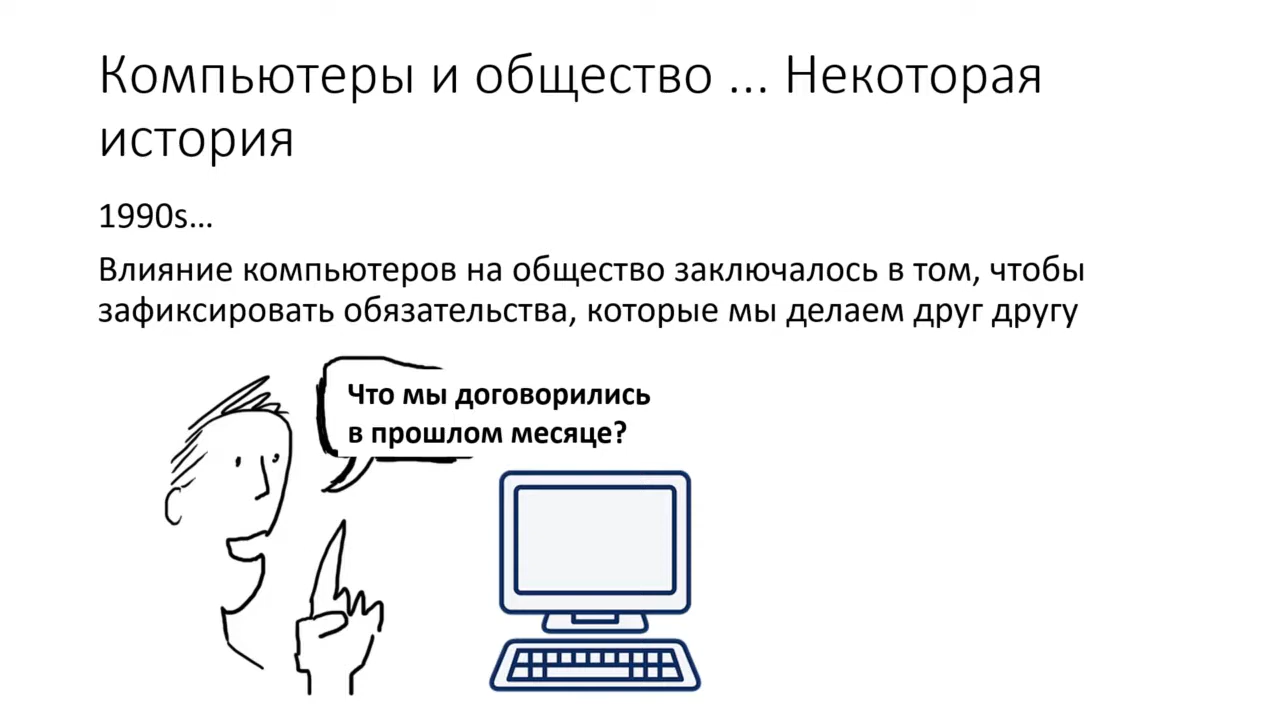 Компьютеры и общество ... Некоторая
история
1990s...
Влияние компьютеров на общество заключалось в том, чтобы
зафиксировать обязательства, которые мы делаем друг другу
Что мы договорились
в прошлом месяце?